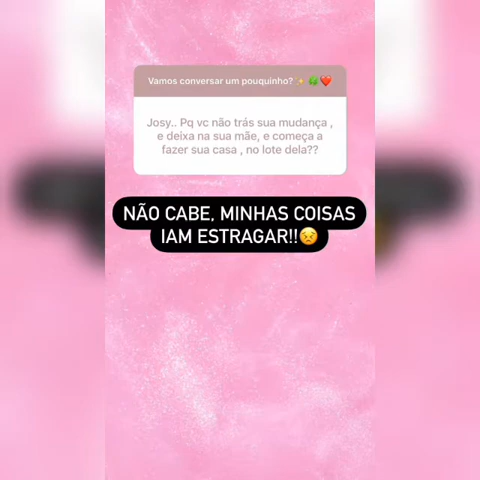 Vamos conversar um pouquinho?✨🍀❤️
Josy.. Pq vc não trás sua mudança ,
e deixa na sua mãe, e começa a
fazer sua casa , no lote dela??
NÃO CABE, MINHAS COISAS
IAM ESTRAGAR!!😣